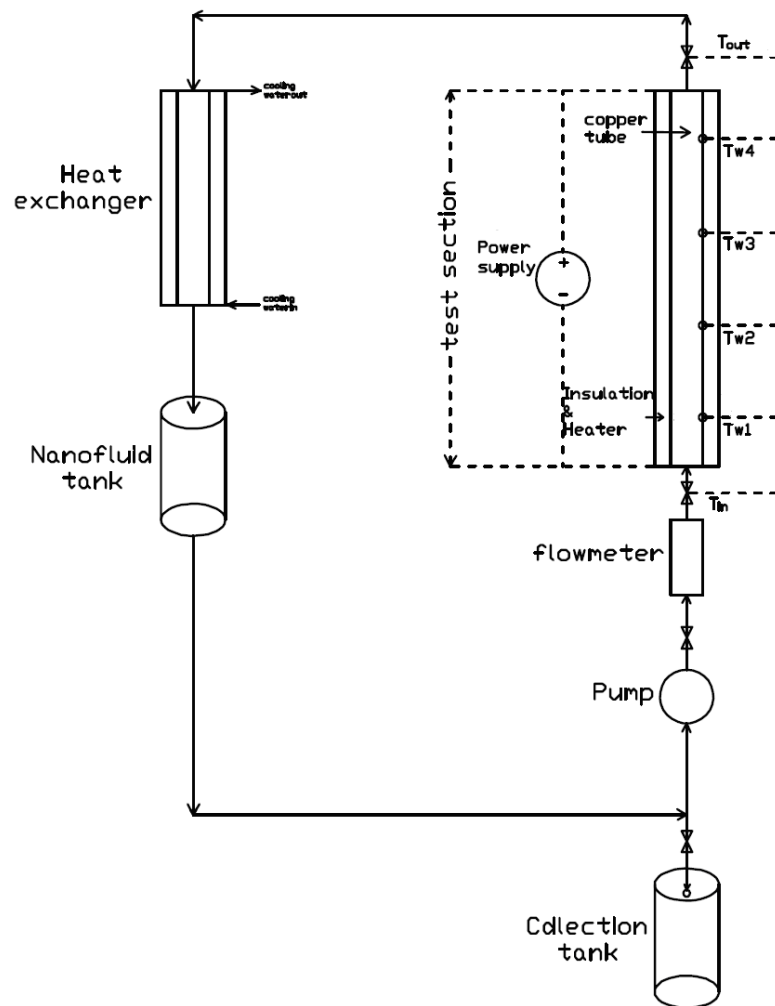 Tout
cooling
water out
copper
tube
Tw4
Heat
exchanger
test section
Tw3
Power
supply
+
-
cooling
water in
Tw2
Insulation
&
Heater
Tw1
Nanofluid
tank
Tin
flowmeter
Pump
Cdlection
tank